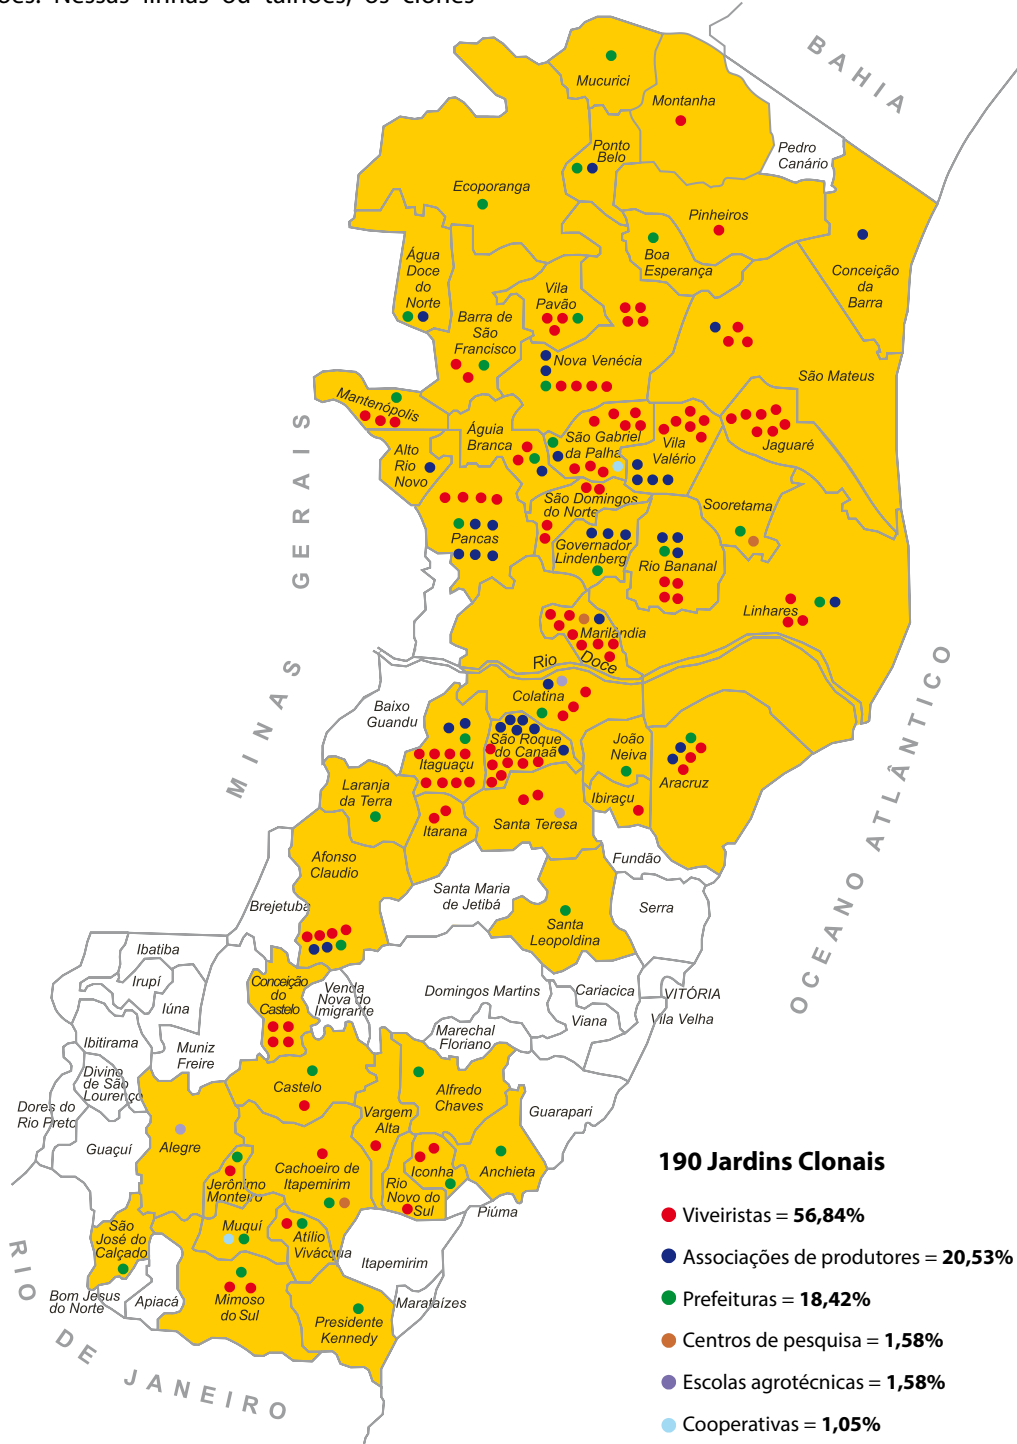 ões. Nessas linhas ou talhões, os clones
BAHIA
Mucurici
Montanha
Pedro
Canário
Ponto
Belo
Ecoporanga
Pinheiros
Boa
Esperança
Conceição
da
Barra
Água
Doce
do
Norte
Vila
Pavão
Barra de
São
Francisco
Nova Venécia
São Mateus
Mantenópolis
Águia
Branca
São Gabriel
da Palha
Vila
Valério
Jaguaré
Alto
Rio
Novo
São Domingos
do Norte
Sooretama
Pancas
Governador
Lindenberg
Rio Bananal
Linhares
Marilândia
Rio Doce
MINAS GERAIS
Colatina
Baixo
Guandu
São Roque
do Canaã
João
Neiva
Itaguaçu
Aracruz
Laranja
da Terra
Ibiraçu
Itarana
Santa Teresa
OCEANO ATLÂNTICO
Afonso
Claudio
Fundão
Santa Maria
de Jetibá
Brejetuba
Serra
Santa
Leopoldina
Ibatiba
Irupí
Iúna
Conceição
do
Castelo
Venda
Nova do
Imigrante
Domingos Martins
Cariacica
VITÓRIA
Viana
Vila Velha
Marechal
Floriano
Ibitirama
Muniz
Freire
Divino
de São
Lourenço
Castelo
Alfredo
Chaves
Dores do
Rio Preto
Vargem
Alta
Guarapari
Guaçuí
Alegre
Cachoeiro de
Itapemirim
Iconha
Anchieta
Jerônimo
Monteiro
Rio
Novo do
Sul
Piúma
São
José do
Calçado
Muquí
Atílio
Vivácqua
Itapemirim
Bom Jesus
do Norte
Apiacá
Mimoso
do Sul
Presidente
Kennedy
Marataízes
RIO DE JANEIRO
190 Jardins Clonais
Viveiristas = 56,84%
Associações de produtores = 20,53%
Prefeituras = 18,42%
Centros de pesquisa = 1,58%
Escolas agrotécnicas = 1,58%
Cooperativas = 1,05%